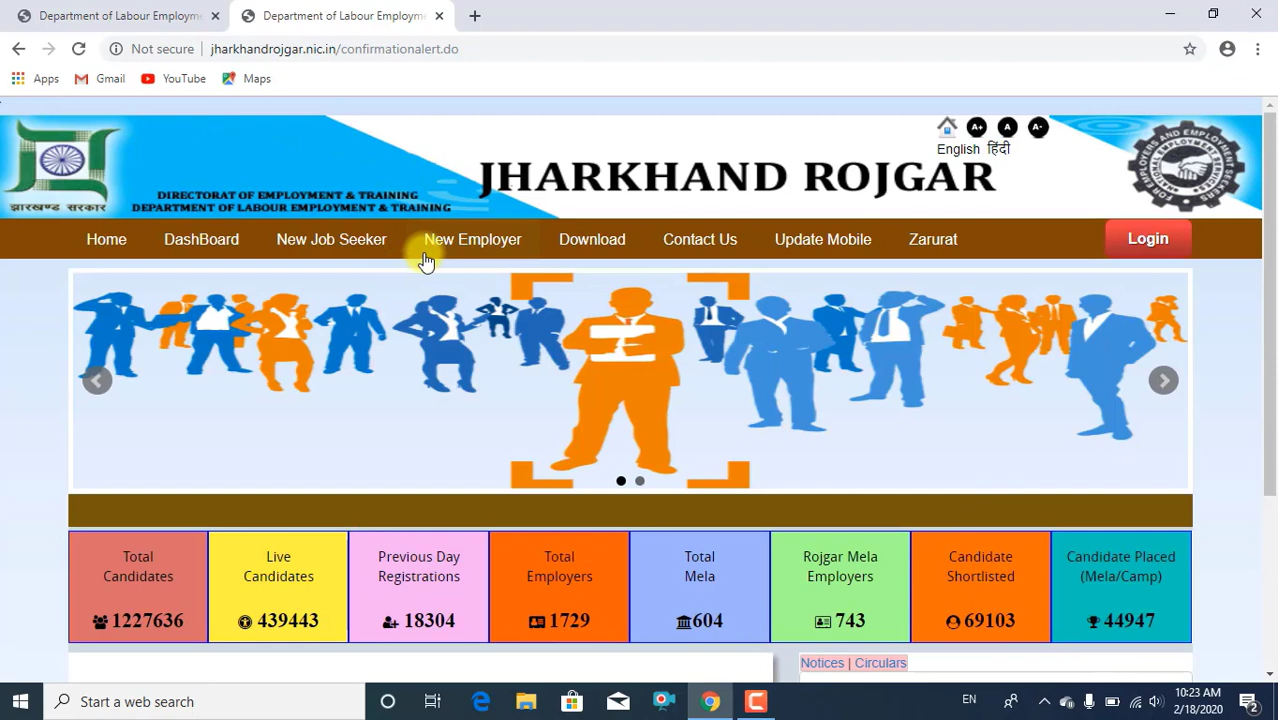 Department of Labour Employm
Department of Labour Employme
Not secure | jharkhandrojgar.nic.in/confirmationalert.do
Apps Gmail YouTube Maps
A+ A A-
English हिंदी
JHARKHAND ROJGAR
झारखण्ड सरकार
DIRECTORAT OF EMPLOYMENT & TRAINING
DEPARTMENT OF LABOUR EMPLOYMENT & TRAINING
Home DashBoard New Job Seeker New Employer Download Contact Us Update Mobile Zarurat Login
Total Candidates
1227636
Live Candidates
439443
Previous Day Registrations
18304
Total Employers
1729
Total Mela
604
Rojgar Mela Employers
743
Candidate Shortlisted
69103
Candidate Placed (Mela/Camp)
44947
Notices | Circulars
Start a web search
EN
10:23 AM
2/18/2020
2